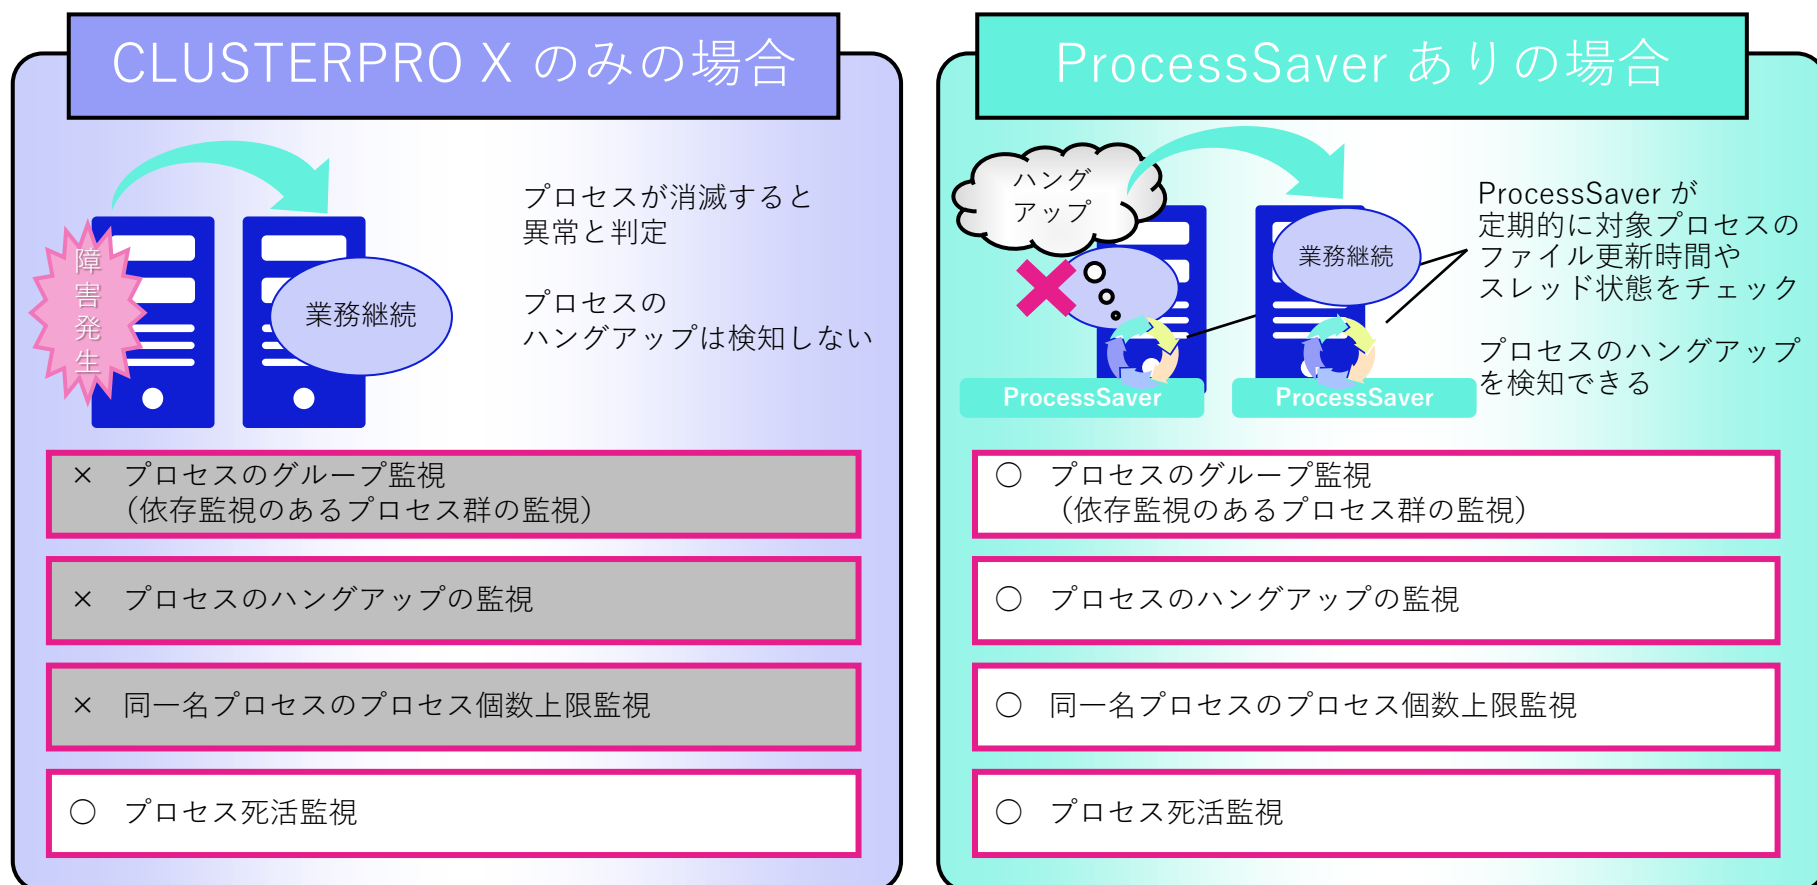 CLUSTERPRO X のみの場合
障
害
発
生
業務継続
プロセスが消滅すると
異常と判定
プロセスの
ハングアップは検知しない
× プロセスのグループ監視
（依存監視のあるプロセス群の監視）
× プロセスのハングアップの監視
× 同一名プロセスのプロセス個数上限監視
○ プロセス死活監視
ProcessSaver ありの場合
ハング
アップ
業務継続
ProcessSaver
ProcessSaver
ProcessSaver が
定期的に対象プロセスの
ファイル更新時間や
スレッド状態をチェック
プロセスのハングアップ
を検知できる
○ プロセスのグループ監視
（依存監視のあるプロセス群の監視）
○ プロセスのハングアップの監視
○ 同一名プロセスのプロセス個数上限監視
○ プロセス死活監視